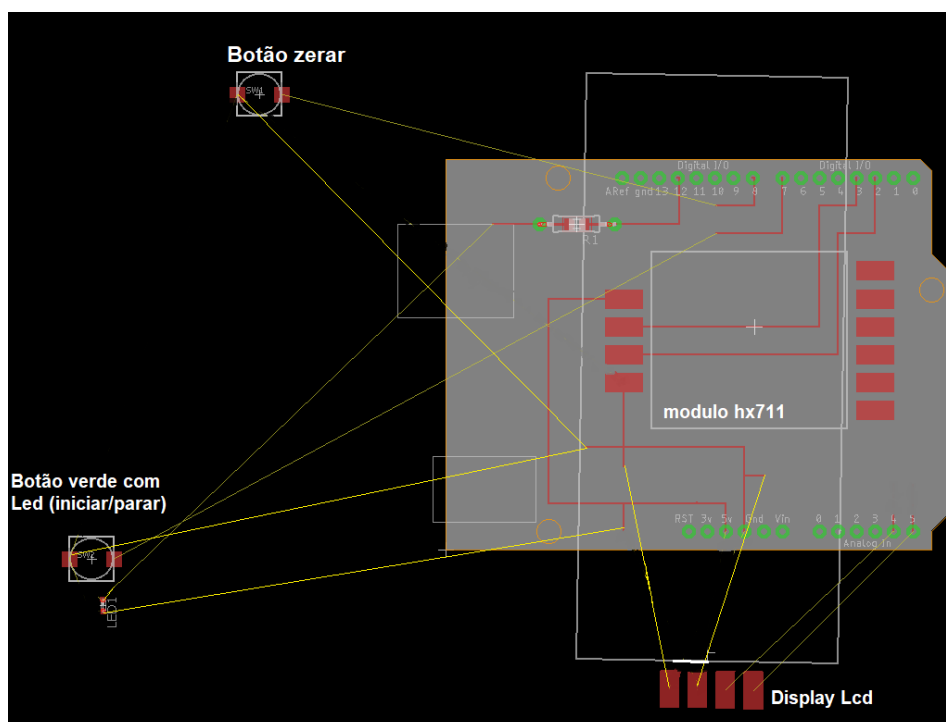 Botão zerar
SW1
Digital I/O
Digital I/O
ARef gnd 13 12 11 10 9 8 7 6 5 4 3 2 1 0
R1
modulo hx711
Botão verde com
Led (iniciar/parar)
SW2
LED1
RST 3v 5v Gnd Vin 0 1 2 3 4 5
Analog In
Display Lcd